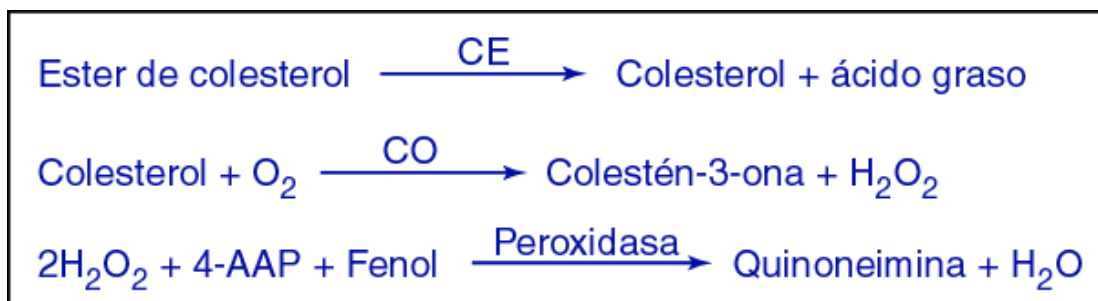 Ester de colesterol CE Colesterol + ácido graso
Colesterol + O₂ CO Colestén-3-ona + H₂O₂
2H₂O₂ + 4-AAP + Fenol Peroxidasa Quinoneimina + H₂O